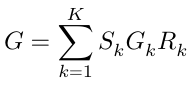 $G = \sum_{k=1}^{K} S_k G_k R_k$